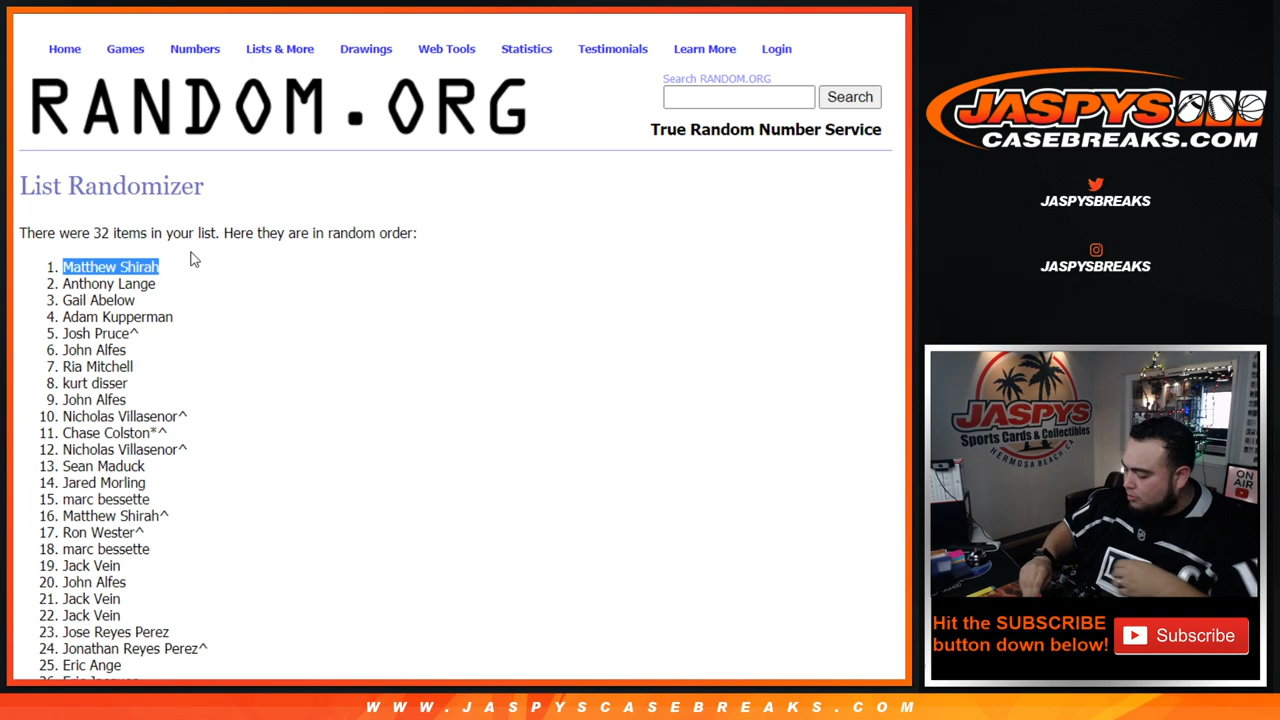 Home Games Numbers Lists & More Drawings Web Tools Statistics Testimonials Learn More Login
RANDOM.ORG
Search RANDOM.ORG
Search
True Random Number Service
List Randomizer
There were 32 items in your list. Here they are in random order:
1. Matthew Shirah
2. Anthony Lange
3. Gail Abelow
4. Adam Kupperman
5. Josh Pruce^
6. John Alfes
7. Ria Mitchell
8. kurt disser
9. John Alfes
10. Nicholas Villasenor^
11. Chase Colston*^
12. Nicholas Villasenor^
13. Sean Maduck
14. Jared Morling
15. marc bessette
16. Matthew Shirah^
17. Ron Wester^
18. marc bessette
19. Jack Vein
20. John Alfes
21. Jack Vein
22. Jack Vein
23. Jose Reyes Perez
24. Jonathan Reyes Perez^
25. Eric Ange
JASPYS
CASEBREAKS.COM
JASPYSBREAKS
JASPYSBREAKS
JASPYS
Sports Cards & Collectibles
HERMOSA BEACH, CA
ON
AIR
Hit the SUBSCRIBE
button down below!
Subscribe
WWW.JASPYSCASEBREAKS.COM